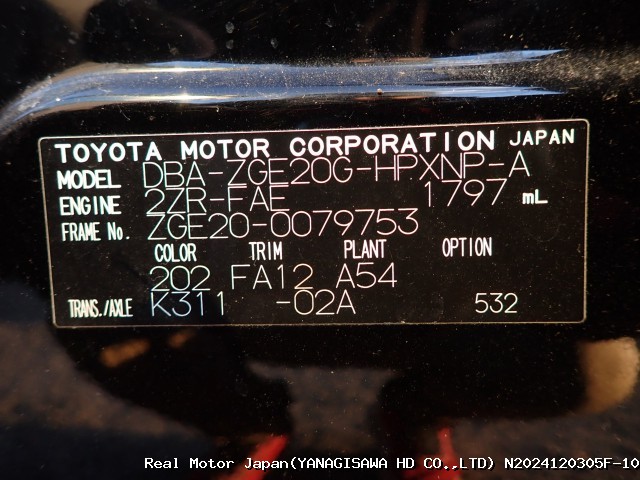 TOYOTA MOTOR CORPORATION JAPAN
MODEL DBA-ZGE20G-HPXNP-A
ENGINE 2ZR-FAE 1797 mL
FRAME No. ZGE20-0079753
COLOR TRIM PLANT OPTION
202 FA12 A54
TRANS./AXLE K311 -02A 532
Real Motor Japan(YANAGISAWA HD CO.,LTD) N2024120305F-10